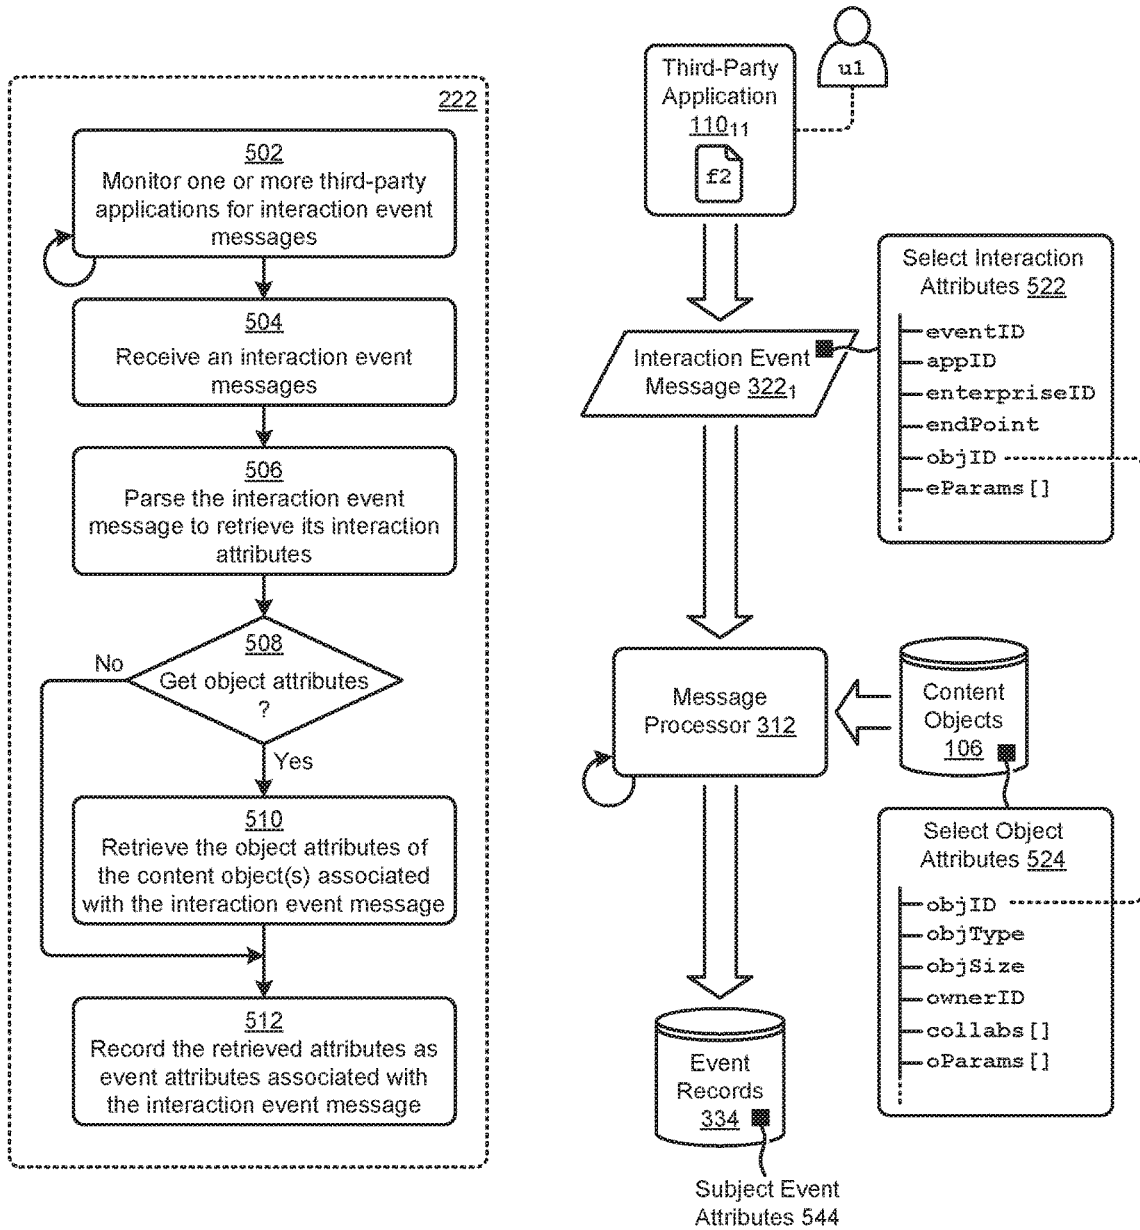 222
502
Monitor one or more third-party
applications for interaction event
messages
504
Receive an interaction event
messages
506
Parse the interaction event
message to retrieve its interaction
attributes
508
Get object attributes
?
No
Yes
510
Retrieve the object attributes of
the content object(s) associated
with the interaction event message
512
Record the retrieved attributes as
event attributes associated with
the interaction event message
u1
Third-Party
Application
110₁₁
f2
Interaction Event
Message 322₁
Select Interaction
Attributes 522
eventID
appID
enterpriseID
endPoint
objID
eParams[]
Message
Processor 312
Content
Objects
106
Select Object
Attributes 524
objID
objType
objSize
ownerID
collabs[]
oParams[]
Event
Records
334
Subject Event
Attributes 544